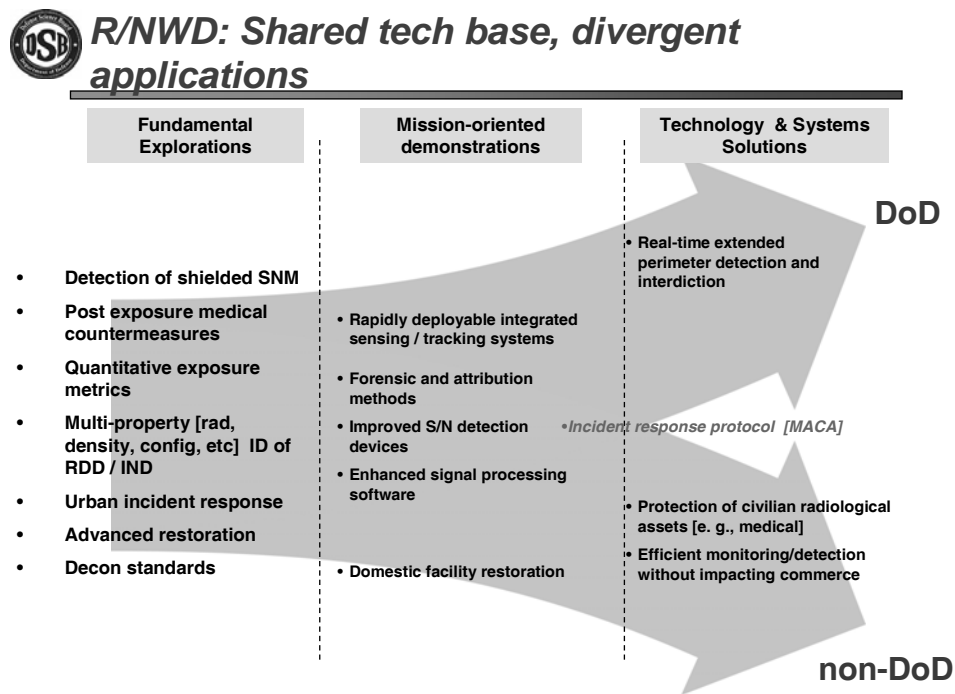 DSB
R/NWD: Shared tech base, divergent
applications
Fundamental
Explorations
Mission-oriented
demonstrations
Technology & Systems
Solutions
DoD
• Detection of shielded SNM
• Post exposure medical
countermeasures
• Quantitative exposure
metrics
• Multi-property [rad,
density, config, etc] ID of
RDD / IND
• Urban incident response
• Advanced restoration
• Decon standards
• Rapidly deployable integrated
sensing / tracking systems
• Forensic and attribution
methods
• Improved S/N detection
devices
• Enhanced signal processing
software
• Domestic facility restoration
• Real-time extended
perimeter detection and
interdiction
•Incident response protocol [MACA]
• Protection of civilian radiological
assets [e. g., medical]
• Efficient monitoring/detection
without impacting commerce
non-DoD